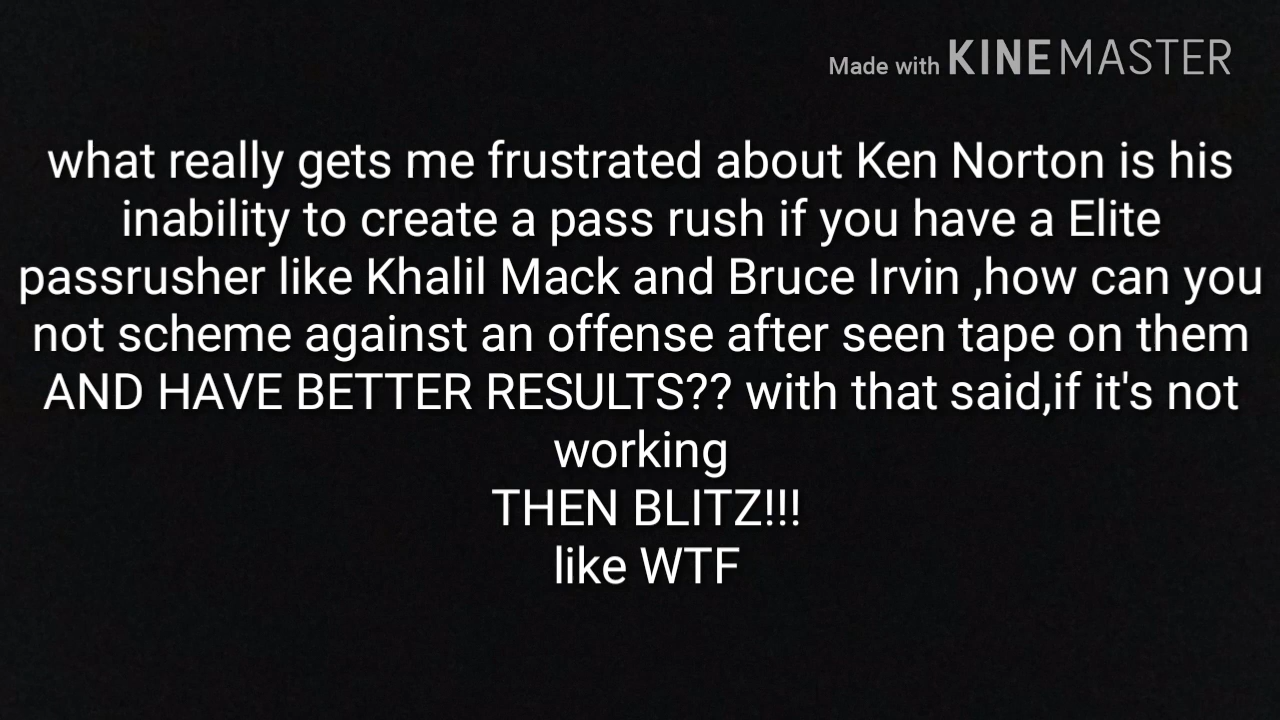 Made with KINEMASTER
what really gets me frustrated about Ken Norton is his
inability to create a pass rush if you have a Elite
passrusher like Khalil Mack and Bruce Irvin ,how can you
not scheme against an offense after seen tape on them
AND HAVE BETTER RESULTS?? with that said,if it's not
working
THEN BLITZ!!!
like WTF